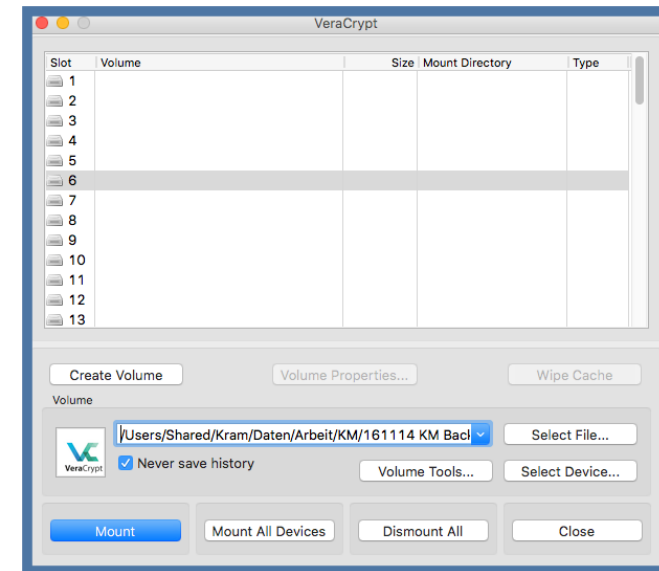 VeraCrypt
Slot Volume Size Mount Directory Type
1
2
3
4
5
6
7
8
9
10
11
12
13
Create Volume Volume Properties... Wipe Cache
Volume
/Users/Shared/Kram/Daten/Arbeit/KM/161114 KM Back Select File...
VeraCrypt Never save history Volume Tools... Select Device...
Mount Mount All Devices Dismount All Close